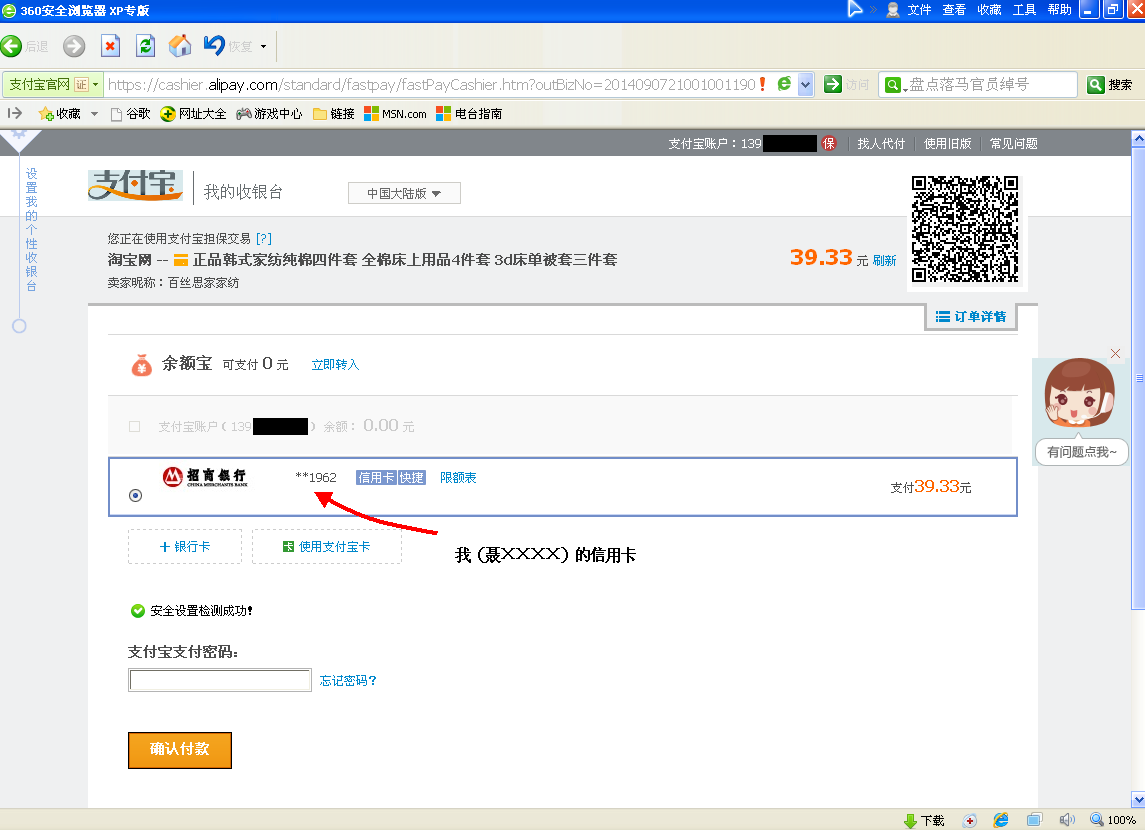 360安全浏览器 XP专版
文件 查看 收藏 工具 帮助
后退 恢复
支付宝官网 证 https://cashier.alipay.com/standard/fastpay/fastPayCashier.htm?outBizNo=2014090721001001190 访问 盘点落马官员绰号 搜索
收藏 谷歌 网址大全 游戏中心 链接 MSN.com 电台指南
支付宝账户：139 保 找人代付 使用旧版 常见问题
设置我的个性收银台
支付宝 我的收银台 中国大陆版
您正在使用支付宝担保交易 [?]
淘宝网 -- 正品韩式家纺纯棉四件套 全棉床上用品4件套 3d床单被套三件套
39.33 元 刷新
卖家昵称：百丝思家家纺
订单详情
余额宝 可支付 0 元 立即转入
支付宝账户（139 ）余额：0.00 元
招商银行 CHINA MERCHANTS BANK **1962 信用卡 快捷 限额表
支付39.33元
有问题点我~
+ 银行卡 卡 使用支付宝卡
我（聂XXXX）的信用卡
安全设置检测成功!
支付宝支付密码:
忘记密码?
确认付款
下载 100%